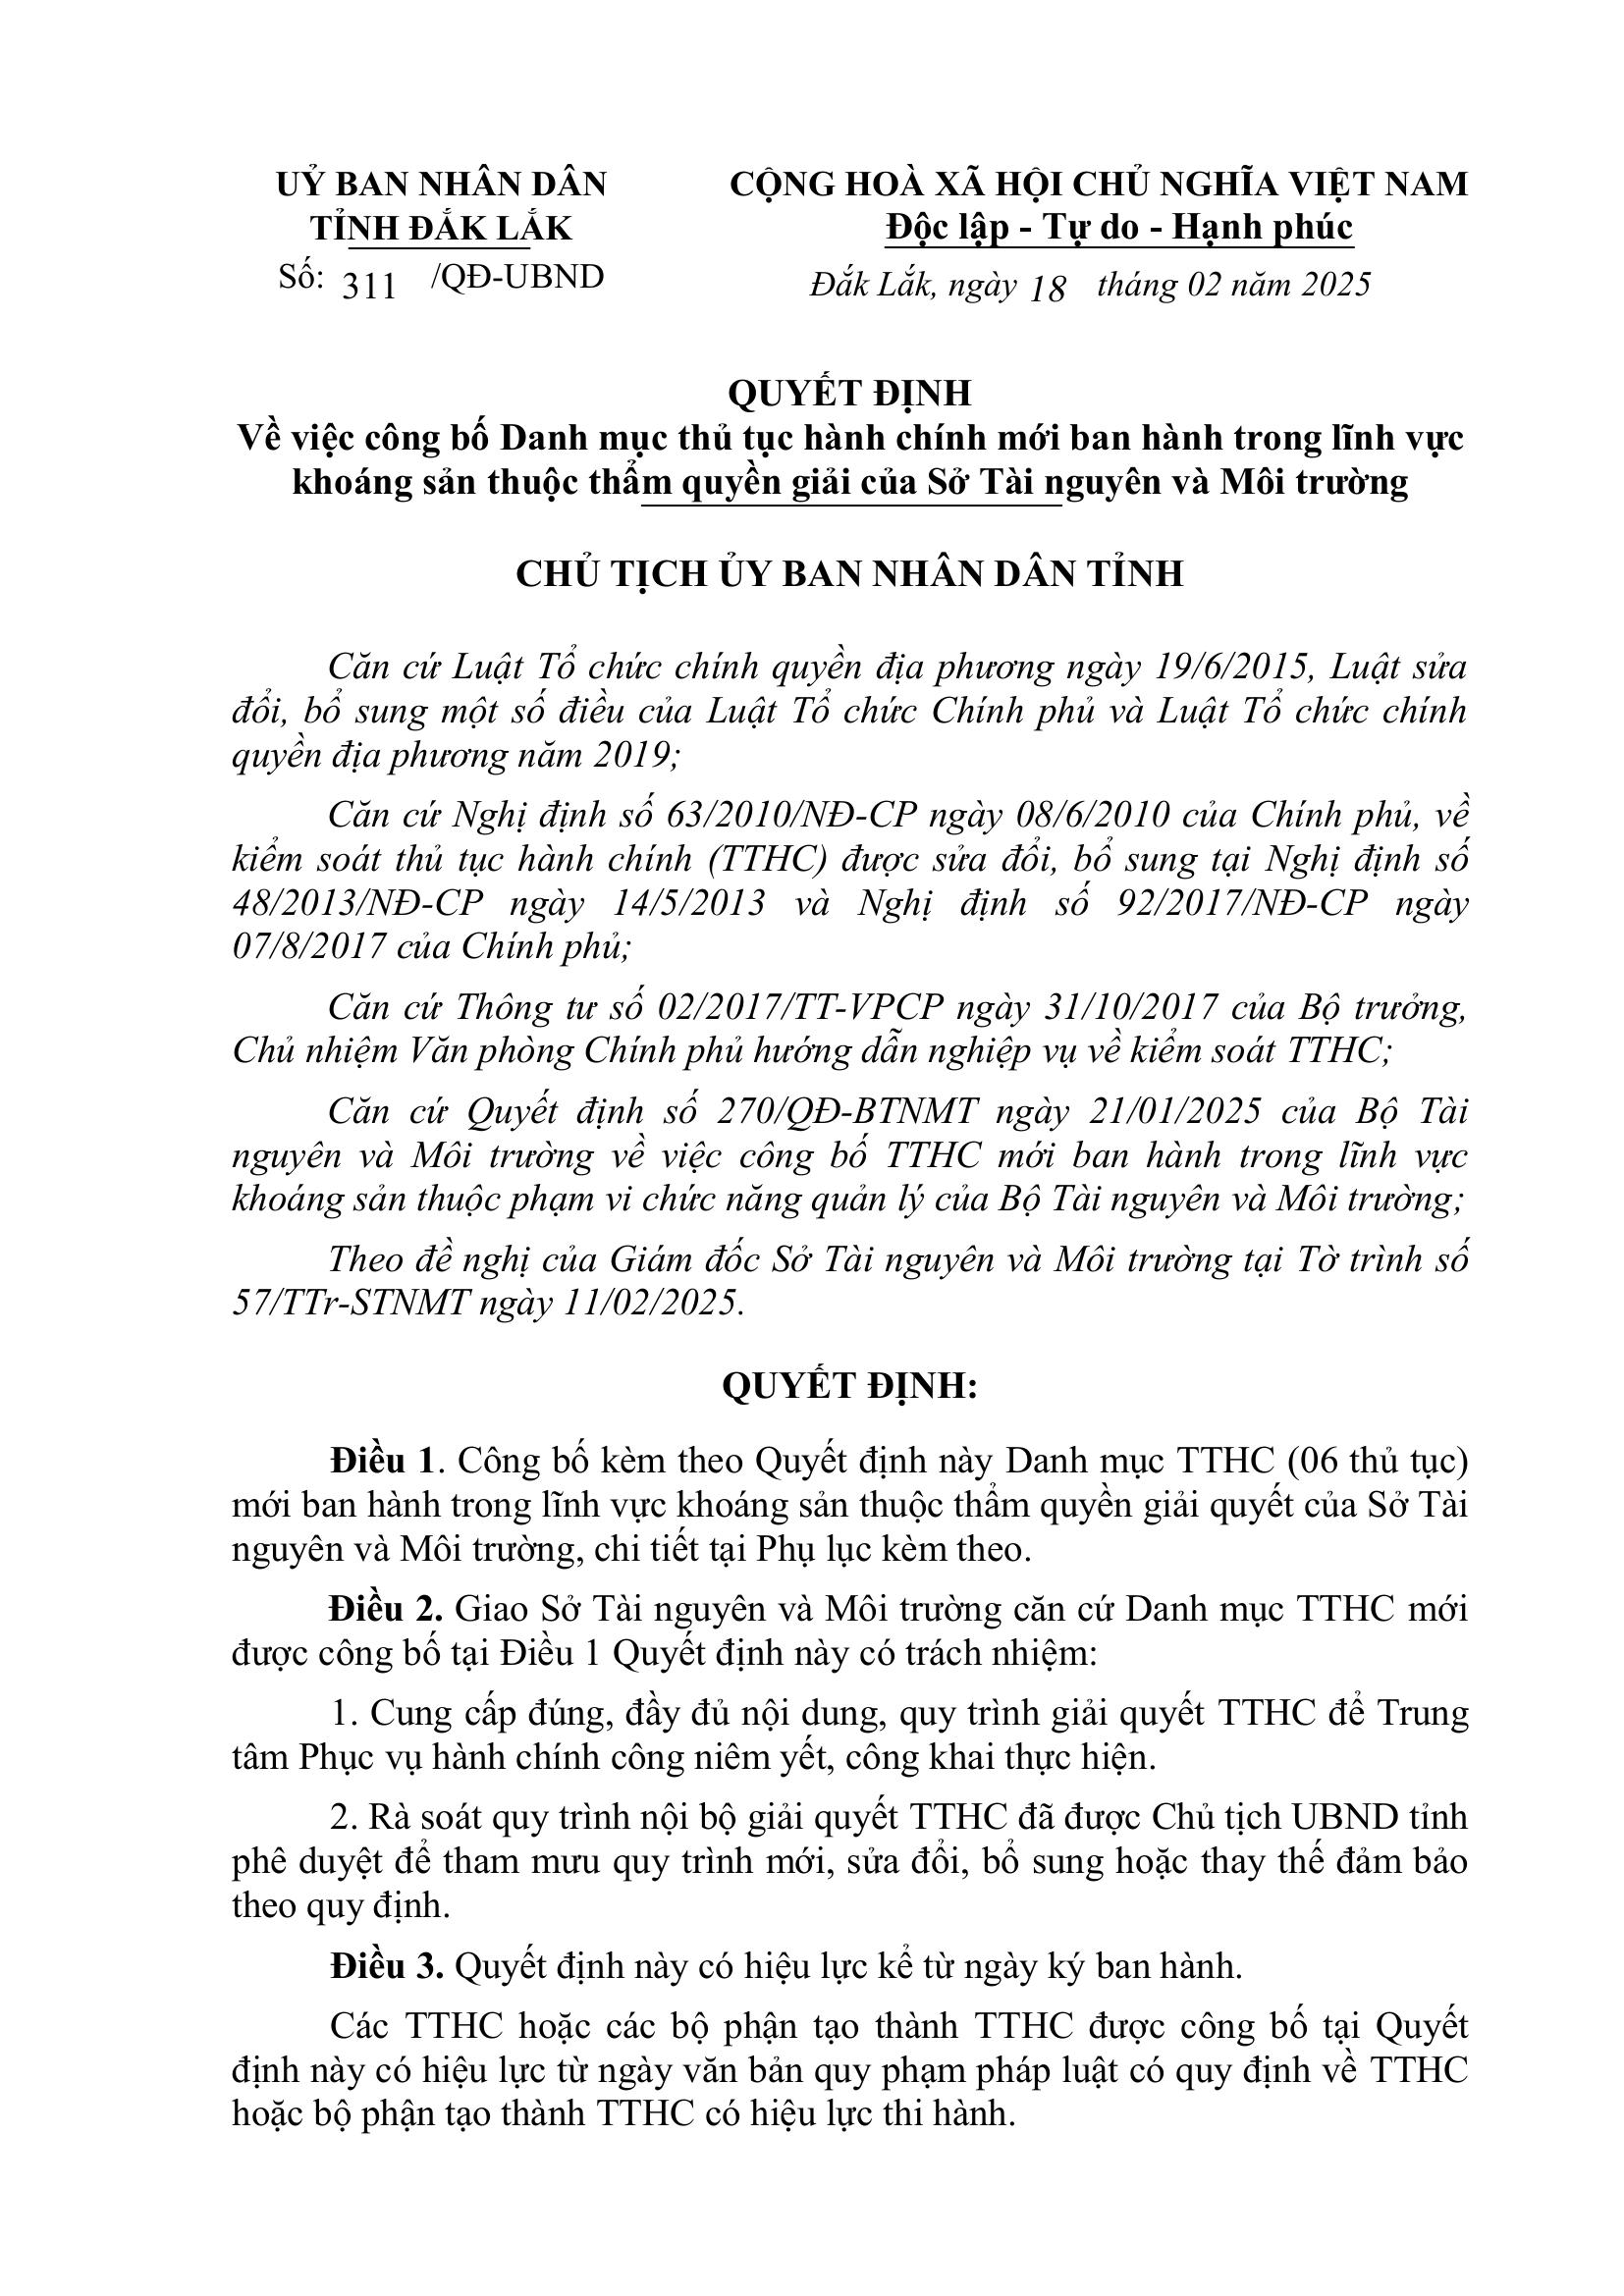 UỶ BAN NHÂN DÂN
TỈNH ĐẮK LẮK
Số: 311 /QĐ-UBND
CỘNG HOÀ XÃ HỘI CHỦ NGHĨA VIỆT NAM
Độc lập - Tự do - Hạnh phúc
Đắk Lắk, ngày 18 tháng 02 năm 2025
QUYẾT ĐỊNH
Về việc công bố Danh mục thủ tục hành chính mới ban hành trong lĩnh vực
khoáng sản thuộc thẩm quyền giải của Sở Tài nguyên và Môi trường
CHỦ TỊCH ỦY BAN NHÂN DÂN TỈNH
Căn cứ Luật Tổ chức chính quyền địa phương ngày 19/6/2015, Luật sửa
đổi, bổ sung một số điều của Luật Tổ chức Chính phủ và Luật Tổ chức chính
quyền địa phương năm 2019;
Căn cứ Nghị định số 63/2010/NĐ-CP ngày 08/6/2010 của Chính phủ, về
kiểm soát thủ tục hành chính (TTHC) được sửa đổi, bổ sung tại Nghị định số
48/2013/NĐ-CP ngày 14/5/2013 và Nghị định số 92/2017/NĐ-CP ngày
07/8/2017 của Chính phủ;
Căn cứ Thông tư số 02/2017/TT-VPCP ngày 31/10/2017 của Bộ trưởng,
Chủ nhiệm Văn phòng Chính phủ hướng dẫn nghiệp vụ về kiểm soát TTHC;
Căn cứ Quyết định số 270/QĐ-BTNMT ngày 21/01/2025 của Bộ Tài
nguyên và Môi trường về việc công bố TTHC mới ban hành trong lĩnh vực
khoáng sản thuộc phạm vi chức năng quản lý của Bộ Tài nguyên và Môi trường;
Theo đề nghị của Giám đốc Sở Tài nguyên và Môi trường tại Tờ trình số
57/TTr-STNMT ngày 11/02/2025.
QUYẾT ĐỊNH:
Điều 1. Công bố kèm theo Quyết định này Danh mục TTHC (06 thủ tục)
mới ban hành trong lĩnh vực khoáng sản thuộc thẩm quyền giải quyết của Sở Tài
nguyên và Môi trường, chi tiết tại Phụ lục kèm theo.
Điều 2. Giao Sở Tài nguyên và Môi trường căn cứ Danh mục TTHC mới
được công bố tại Điều 1 Quyết định này có trách nhiệm:
1. Cung cấp đúng, đầy đủ nội dung, quy trình giải quyết TTHC để Trung
tâm Phục vụ hành chính công niêm yết, công khai thực hiện.
2. Rà soát quy trình nội bộ giải quyết TTHC đã được Chủ tịch UBND tỉnh
phê duyệt để tham mưu quy trình mới, sửa đổi, bổ sung hoặc thay thế đảm bảo
theo quy định.
Điều 3. Quyết định này có hiệu lực kể từ ngày ký ban hành.
Các TTHC hoặc các bộ phận tạo thành TTHC được công bố tại Quyết
định này có hiệu lực từ ngày văn bản quy phạm pháp luật có quy định về TTHC
hoặc bộ phận tạo thành TTHC có hiệu lực thi hành.